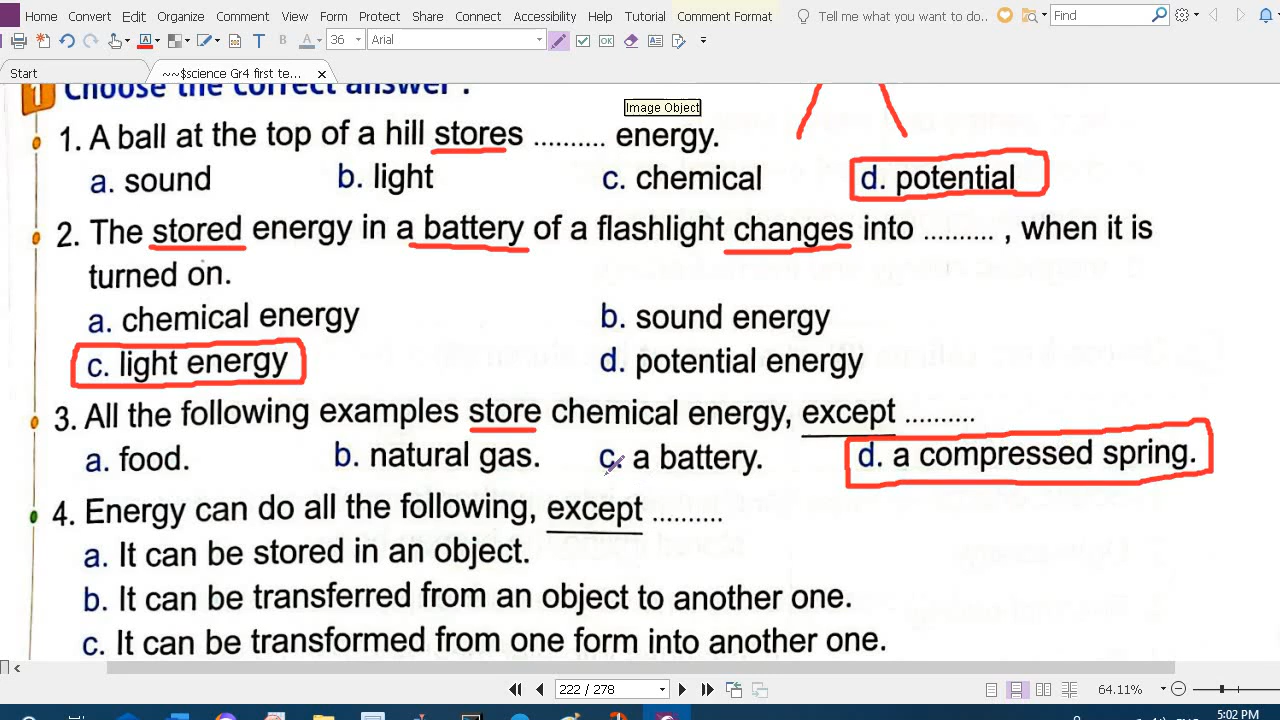 Home Convert Edit Organize Comment View Form Protect Share Connect Accessibility Help Tutorial Comment Format Tell me what you want to do.. Find
36 Arial
Start ~~$science Gr4 first te...
1 Choose the correct answer :
Image Object
1. A ball at the top of a hill stores .......... energy.
a. sound b. light c. chemical d. potential
2. The stored energy in a battery of a flashlight changes into .......... , when it is
turned on.
a. chemical energy b. sound energy
c. light energy d. potential energy
3. All the following examples store chemical energy, except ..........
a. food. b. natural gas. c. a battery. d. a compressed spring.
4. Energy can do all the following, except ..........
a. It can be stored in an object.
b. It can be transferred from an object to another one.
c. It can be transformed from one form into another one.
222 / 278 64.11%
5:02 PM